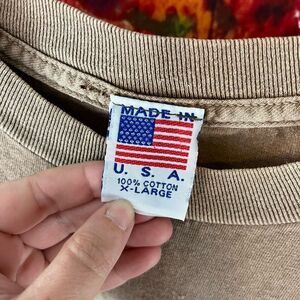 MADE IN
U. S. A.
100% COTTON
X-LARGE